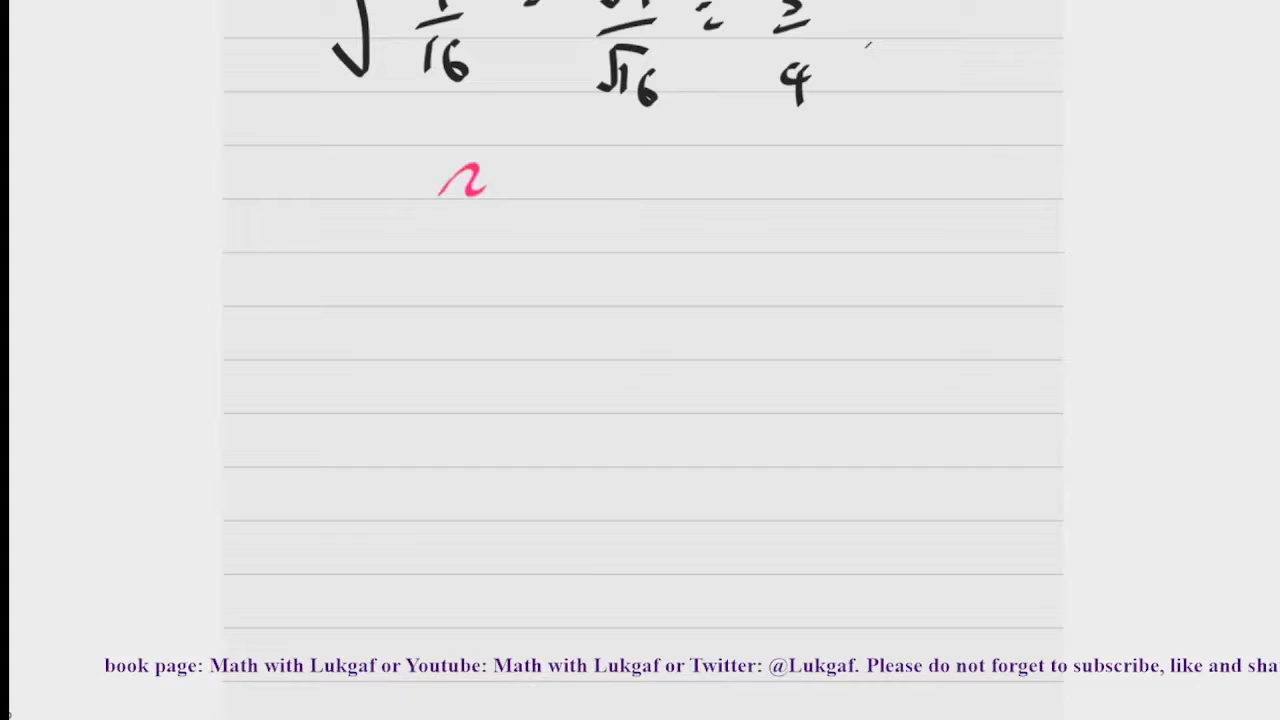 16 √16 4
book page: Math with Lukgaf or Youtube: Math with Lukgaf or Twitter: @Lukgaf. Please do not forget to subscribe, like and sha